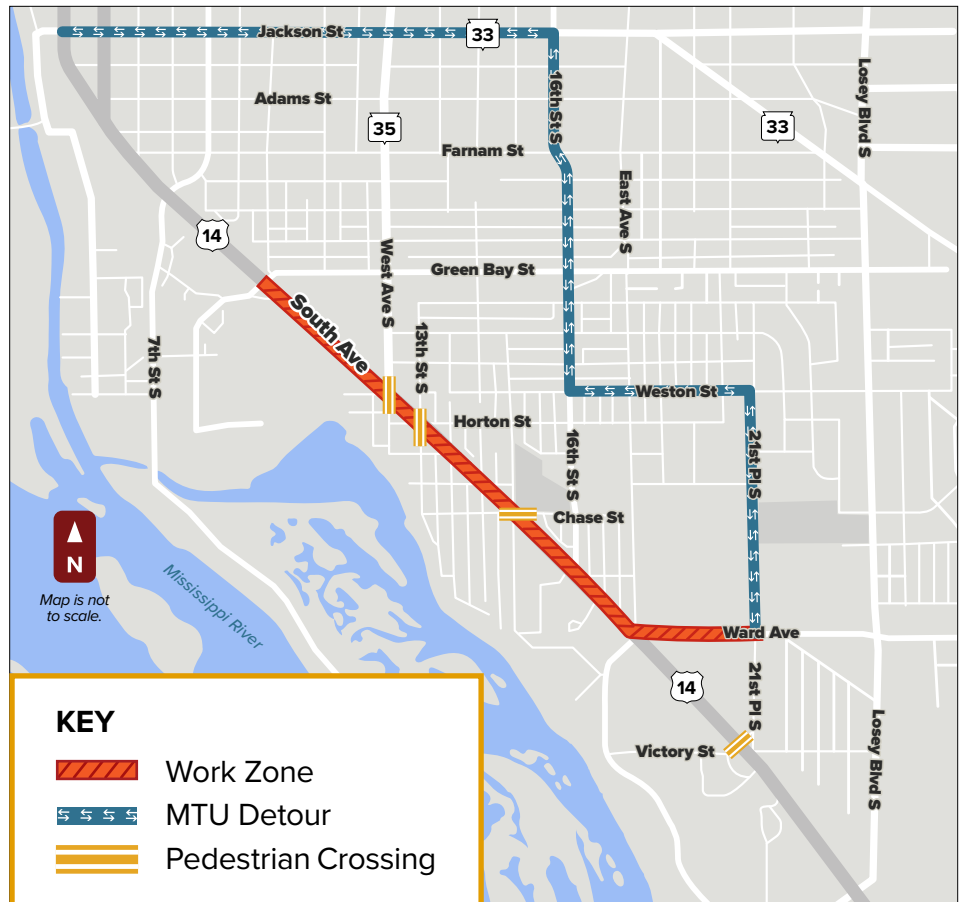 Jackson St
33
Adams St
35
16th St S
Losey Blvd S
33
Farnam St
East Ave S
14
West Ave S
Green Bay St
South Ave
13th St S
7th St S
Weston St
Horton St
16th St S
21st Pl S
Chase St
N
Map is not
to scale.
Mississippi River
Ward Ave
14
21st Pl S
Victory St
Losey Blvd S
KEY
Work Zone
MTU Detour
Pedestrian Crossing